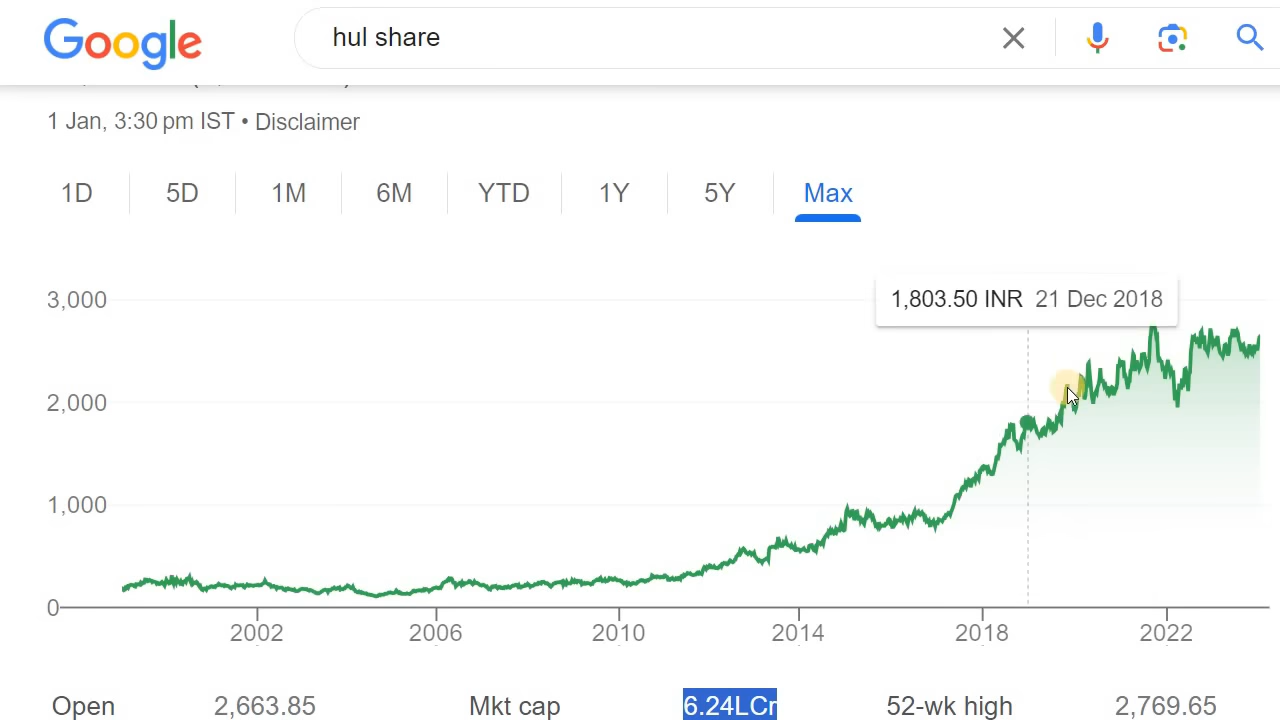 Google
hul share
1 Jan, 3:30 pm IST • Disclaimer
1D 5D 1M 6M YTD 1Y 5Y Max
1,803.50 INR 21 Dec 2018
3,000
2,000
1,000
0
2002 2006 2010 2014 2018 2022
Open 2,663.85 Mkt cap 6.24LCr 52-wk high 2,769.65